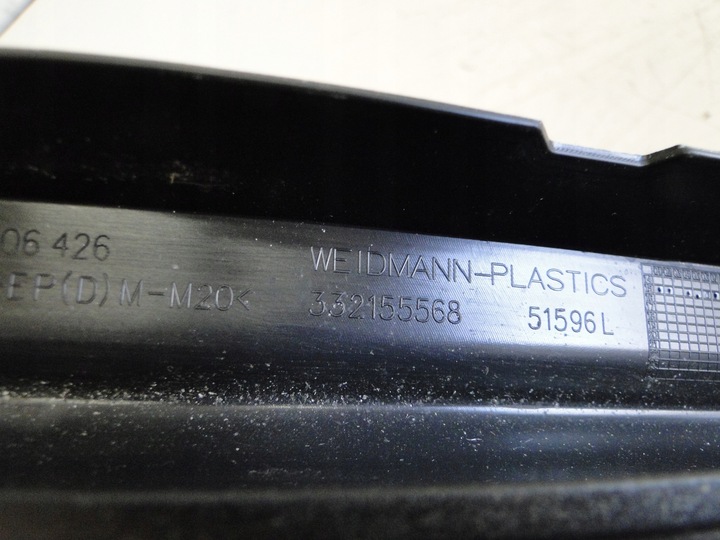 06 426
EP(D)M-M20<
WEIDMANN-PLASTICS
332155568 51596L